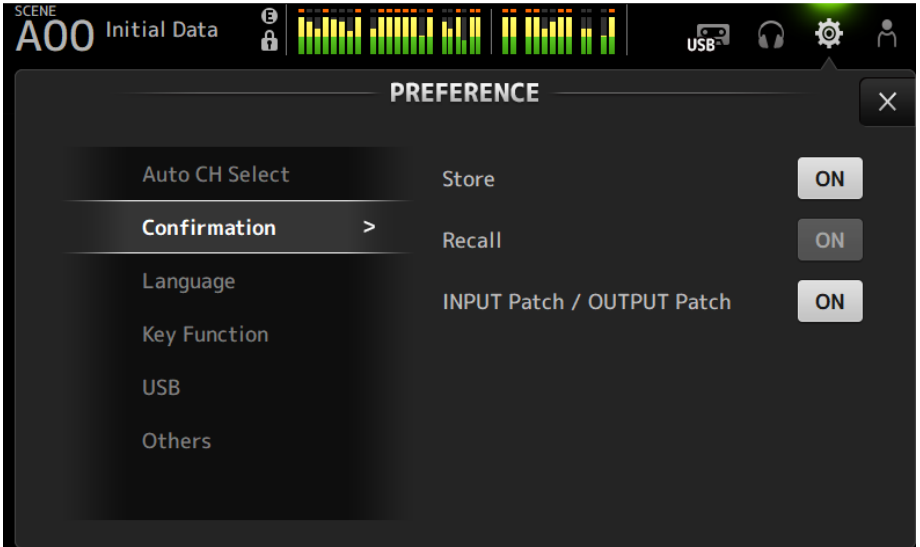 SCENE
A00 Initial Data
E
USB
PREFERENCE
Auto CH Select
Confirmation >
Language
Key Function
USB
Others
Store ON
Recall ON
INPUT Patch / OUTPUT Patch ON